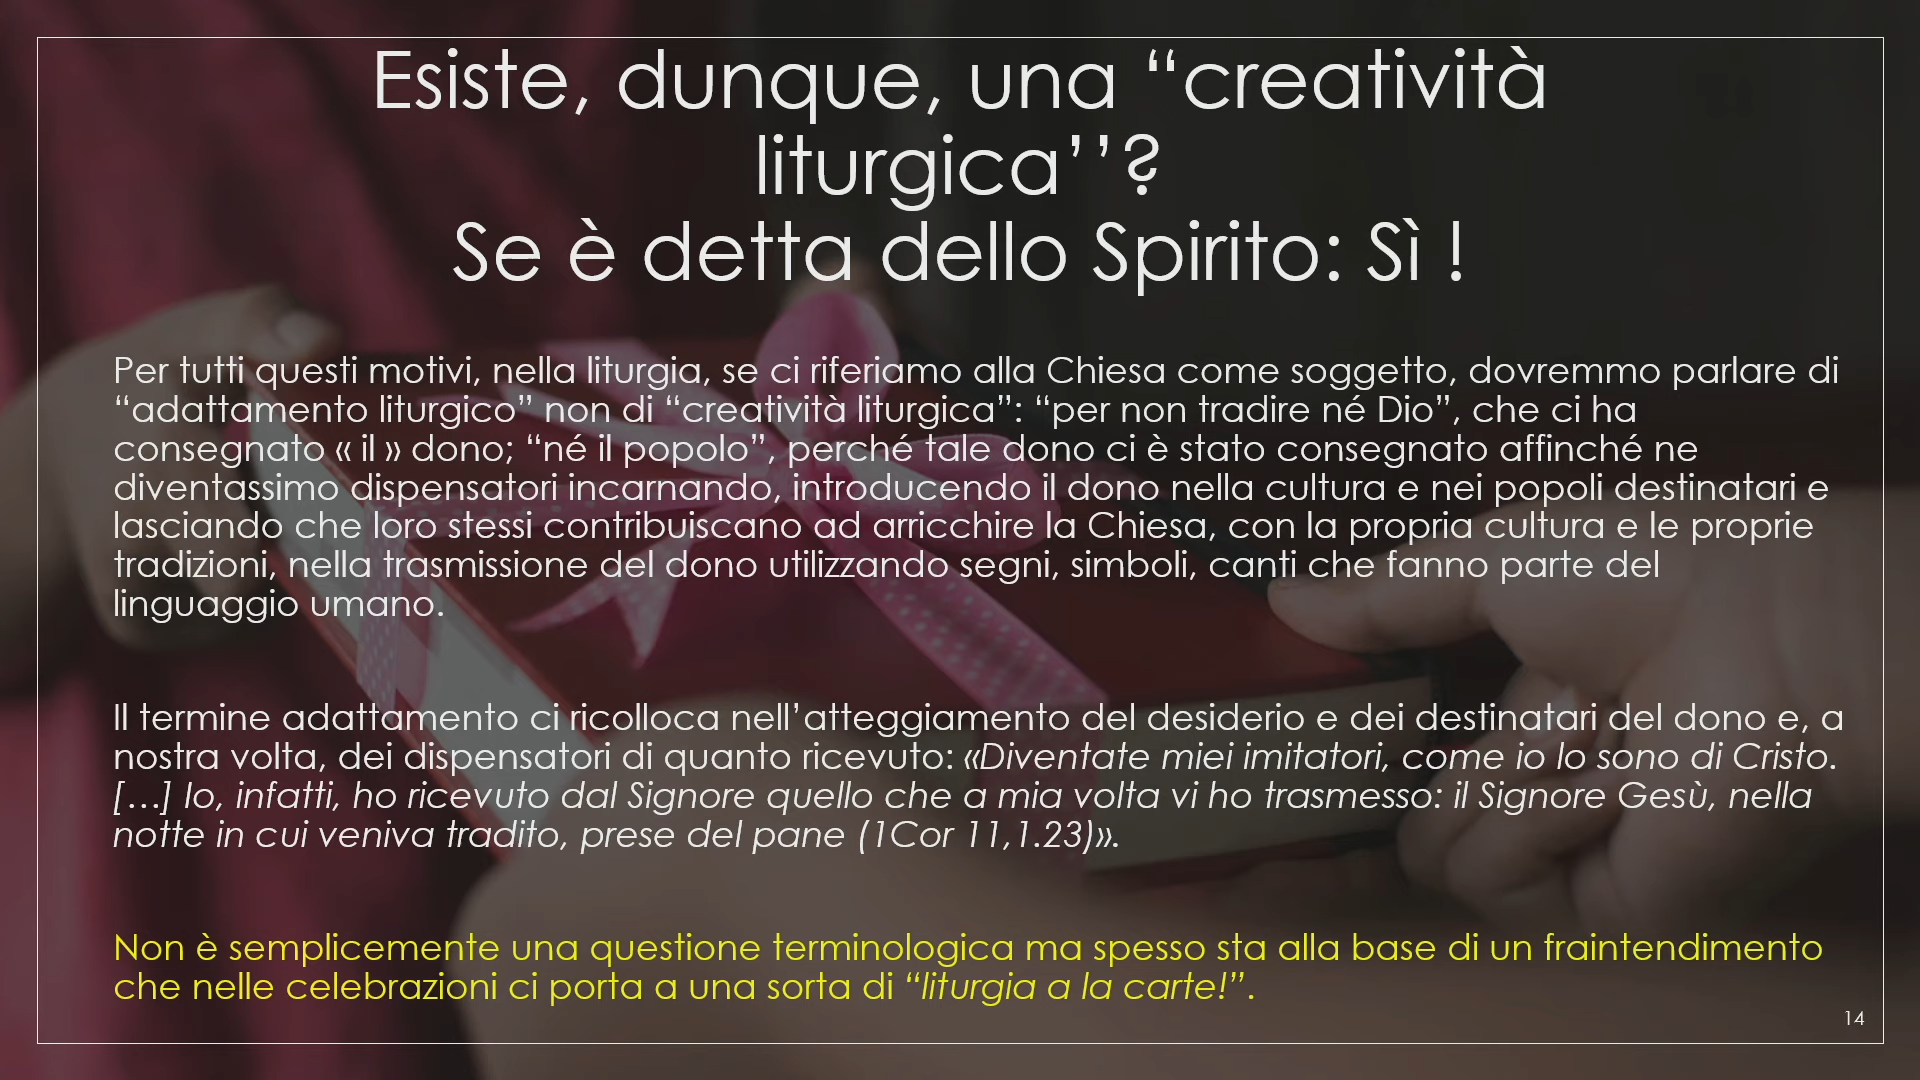 Esiste, dunque, una “creatività
liturgica’’?
Se è detta dello Spirito: Sì !
Per tutti questi motivi, nella liturgia, se ci riferiamo alla Chiesa come soggetto, dovremmo parlare di
“adattamento liturgico” non di “creatività liturgica”: “per non tradire né Dio”, che ci ha
consegnato « il » dono; “né il popolo”, perché tale dono ci è stato consegnato affinché ne
diventassimo dispensatori incarnando, introducendo il dono nella cultura e nei popoli destinatari e
lasciando che loro stessi contribuiscano ad arricchire la Chiesa, con la propria cultura e le proprie
tradizioni, nella trasmissione del dono utilizzando segni, simboli, canti che fanno parte del
linguaggio umano.
Il termine adattamento ci ricolloca nell’atteggiamento del desiderio e dei destinatari del dono e, a
nostra volta, dei dispensatori di quanto ricevuto: «Diventate miei imitatori, come io lo sono di Cristo.
[…] Io, infatti, ho ricevuto dal Signore quello che a mia volta vi ho trasmesso: il Signore Gesù, nella
notte in cui veniva tradito, prese del pane (1Cor 11,1.23)».
Non è semplicemente una questione terminologica ma spesso sta alla base di un fraintendimento
che nelle celebrazioni ci porta a una sorta di “liturgia a la carte!”.
14